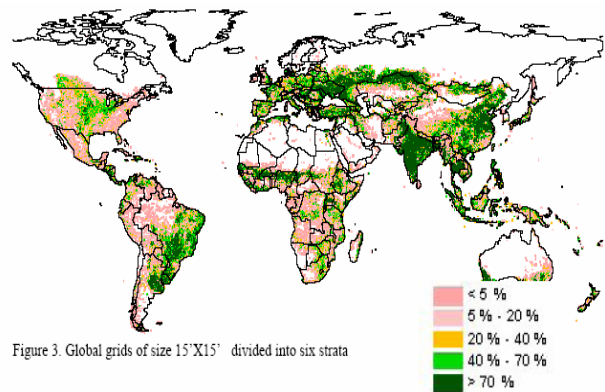 < 5 %
5 % - 20 %
20 % - 40 %
40 % - 70 %
> 70 %
Figure 3. Global grids of size 15'X15' divided into six strata